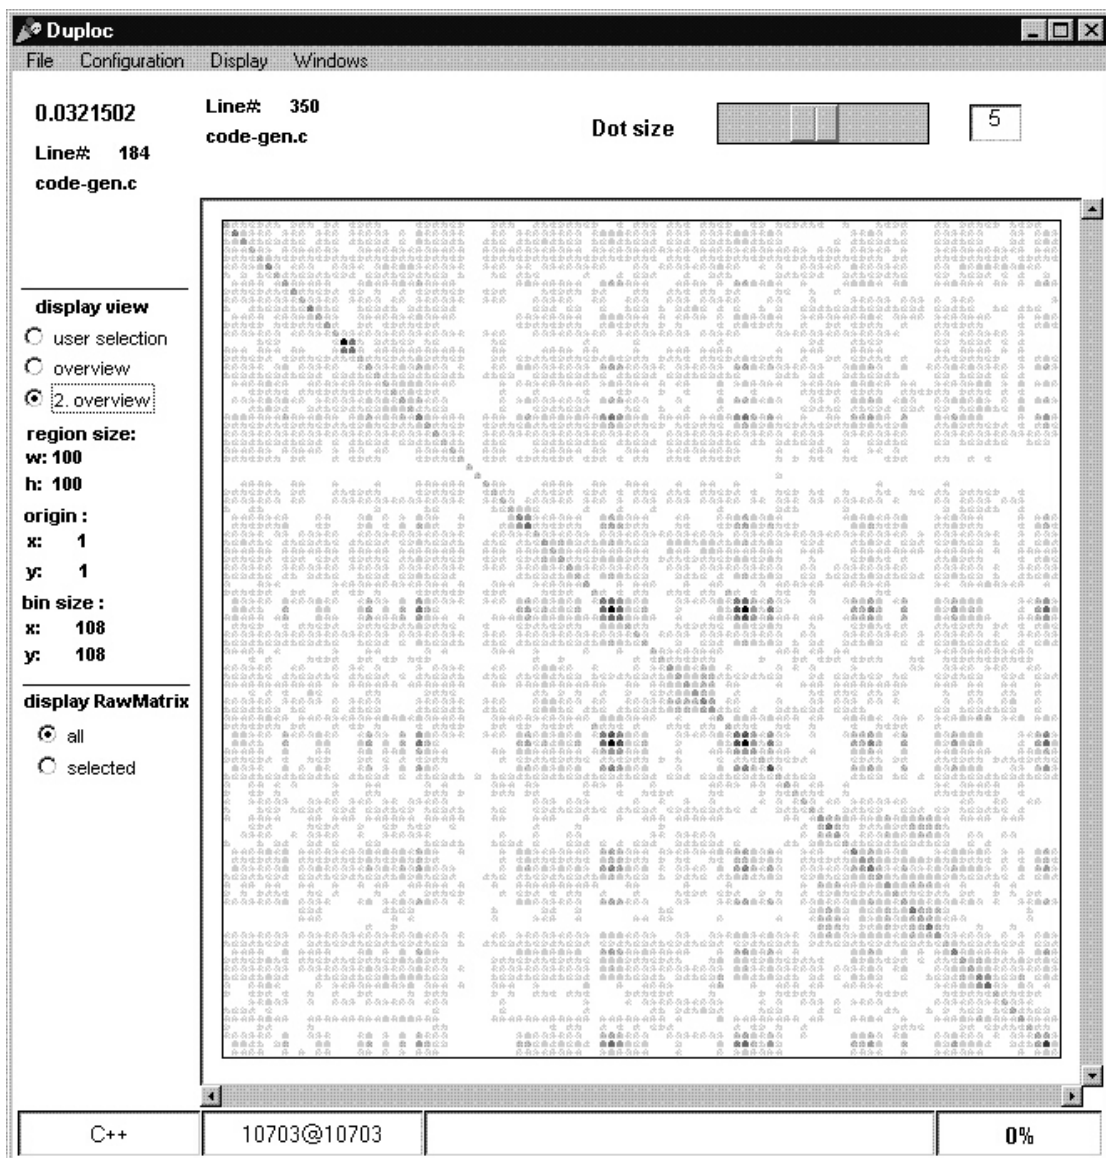 Duploc
File Configuration Display Windows
0.0321502
Line#: 184
code-gen.c
Line#: 350
code-gen.c
Dot size
5
display view
user selection
overview
2. overview
region size:
w: 100
h: 100
origin :
x: 1
y: 1
bin size :
x: 108
y: 108
display RawMatrix
all
selected
C++
10703@10703
0%